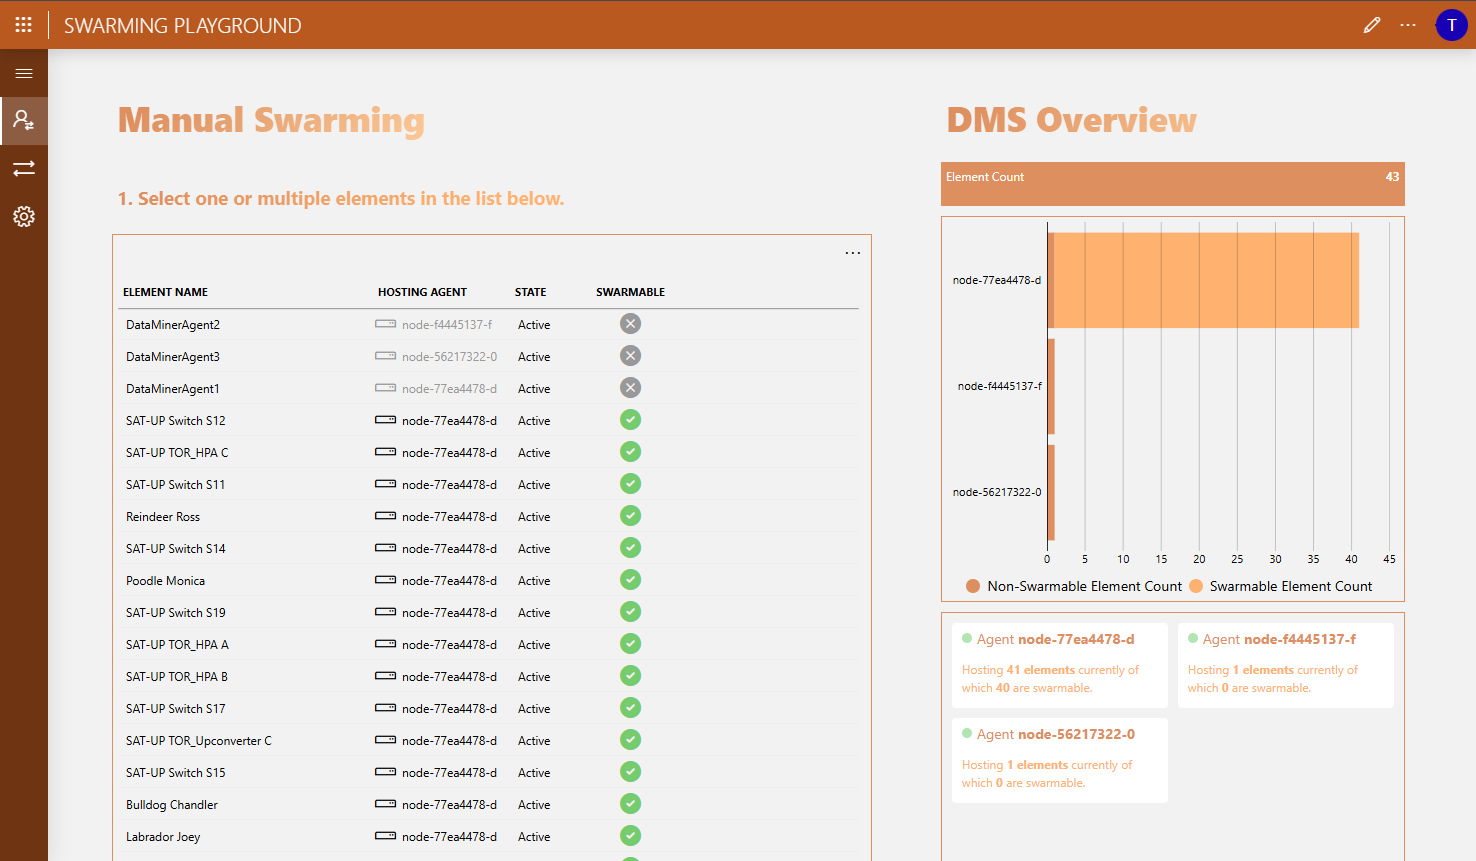 SWARMING PLAYGROUND
T
Manual Swarming
1. Select one or multiple elements in the list below.
ELEMENT NAME HOSTING AGENT STATE SWARMABLE
DataMinerAgent2 node-f4445137-f Active
DataMinerAgent3 node-56217322-0 Active
DataMinerAgent1 node-77ea4478-d Active
SAT-UP Switch S12 node-77ea4478-d Active
SAT-UP TOR_HPA C node-77ea4478-d Active
SAT-UP Switch S11 node-77ea4478-d Active
Reindeer Ross node-77ea4478-d Active
SAT-UP Switch S14 node-77ea4478-d Active
Poodle Monica node-77ea4478-d Active
SAT-UP Switch S19 node-77ea4478-d Active
SAT-UP TOR_HPA A node-77ea4478-d Active
SAT-UP TOR_HPA B node-77ea4478-d Active
SAT-UP Switch S17 node-77ea4478-d Active
SAT-UP TOR_Upconverter C node-77ea4478-d Active
SAT-UP Switch S15 node-77ea4478-d Active
Bulldog Chandler node-77ea4478-d Active
Labrador Joey node-77ea4478-d Active
DMS Overview
Element Count 43
node-77ea4478-d
node-f4445137-f
node-56217322-0
0 5 10 15 20 25 30 35 40 45
Non-Swarmable Element Count Swarmable Element Count
Agent node-77ea4478-d
Hosting 41 elements currently of
which 40 are swarmable.
Agent node-f4445137-f
Hosting 1 elements currently of
which 0 are swarmable.
Agent node-56217322-0
Hosting 1 elements currently of
which 0 are swarmable.